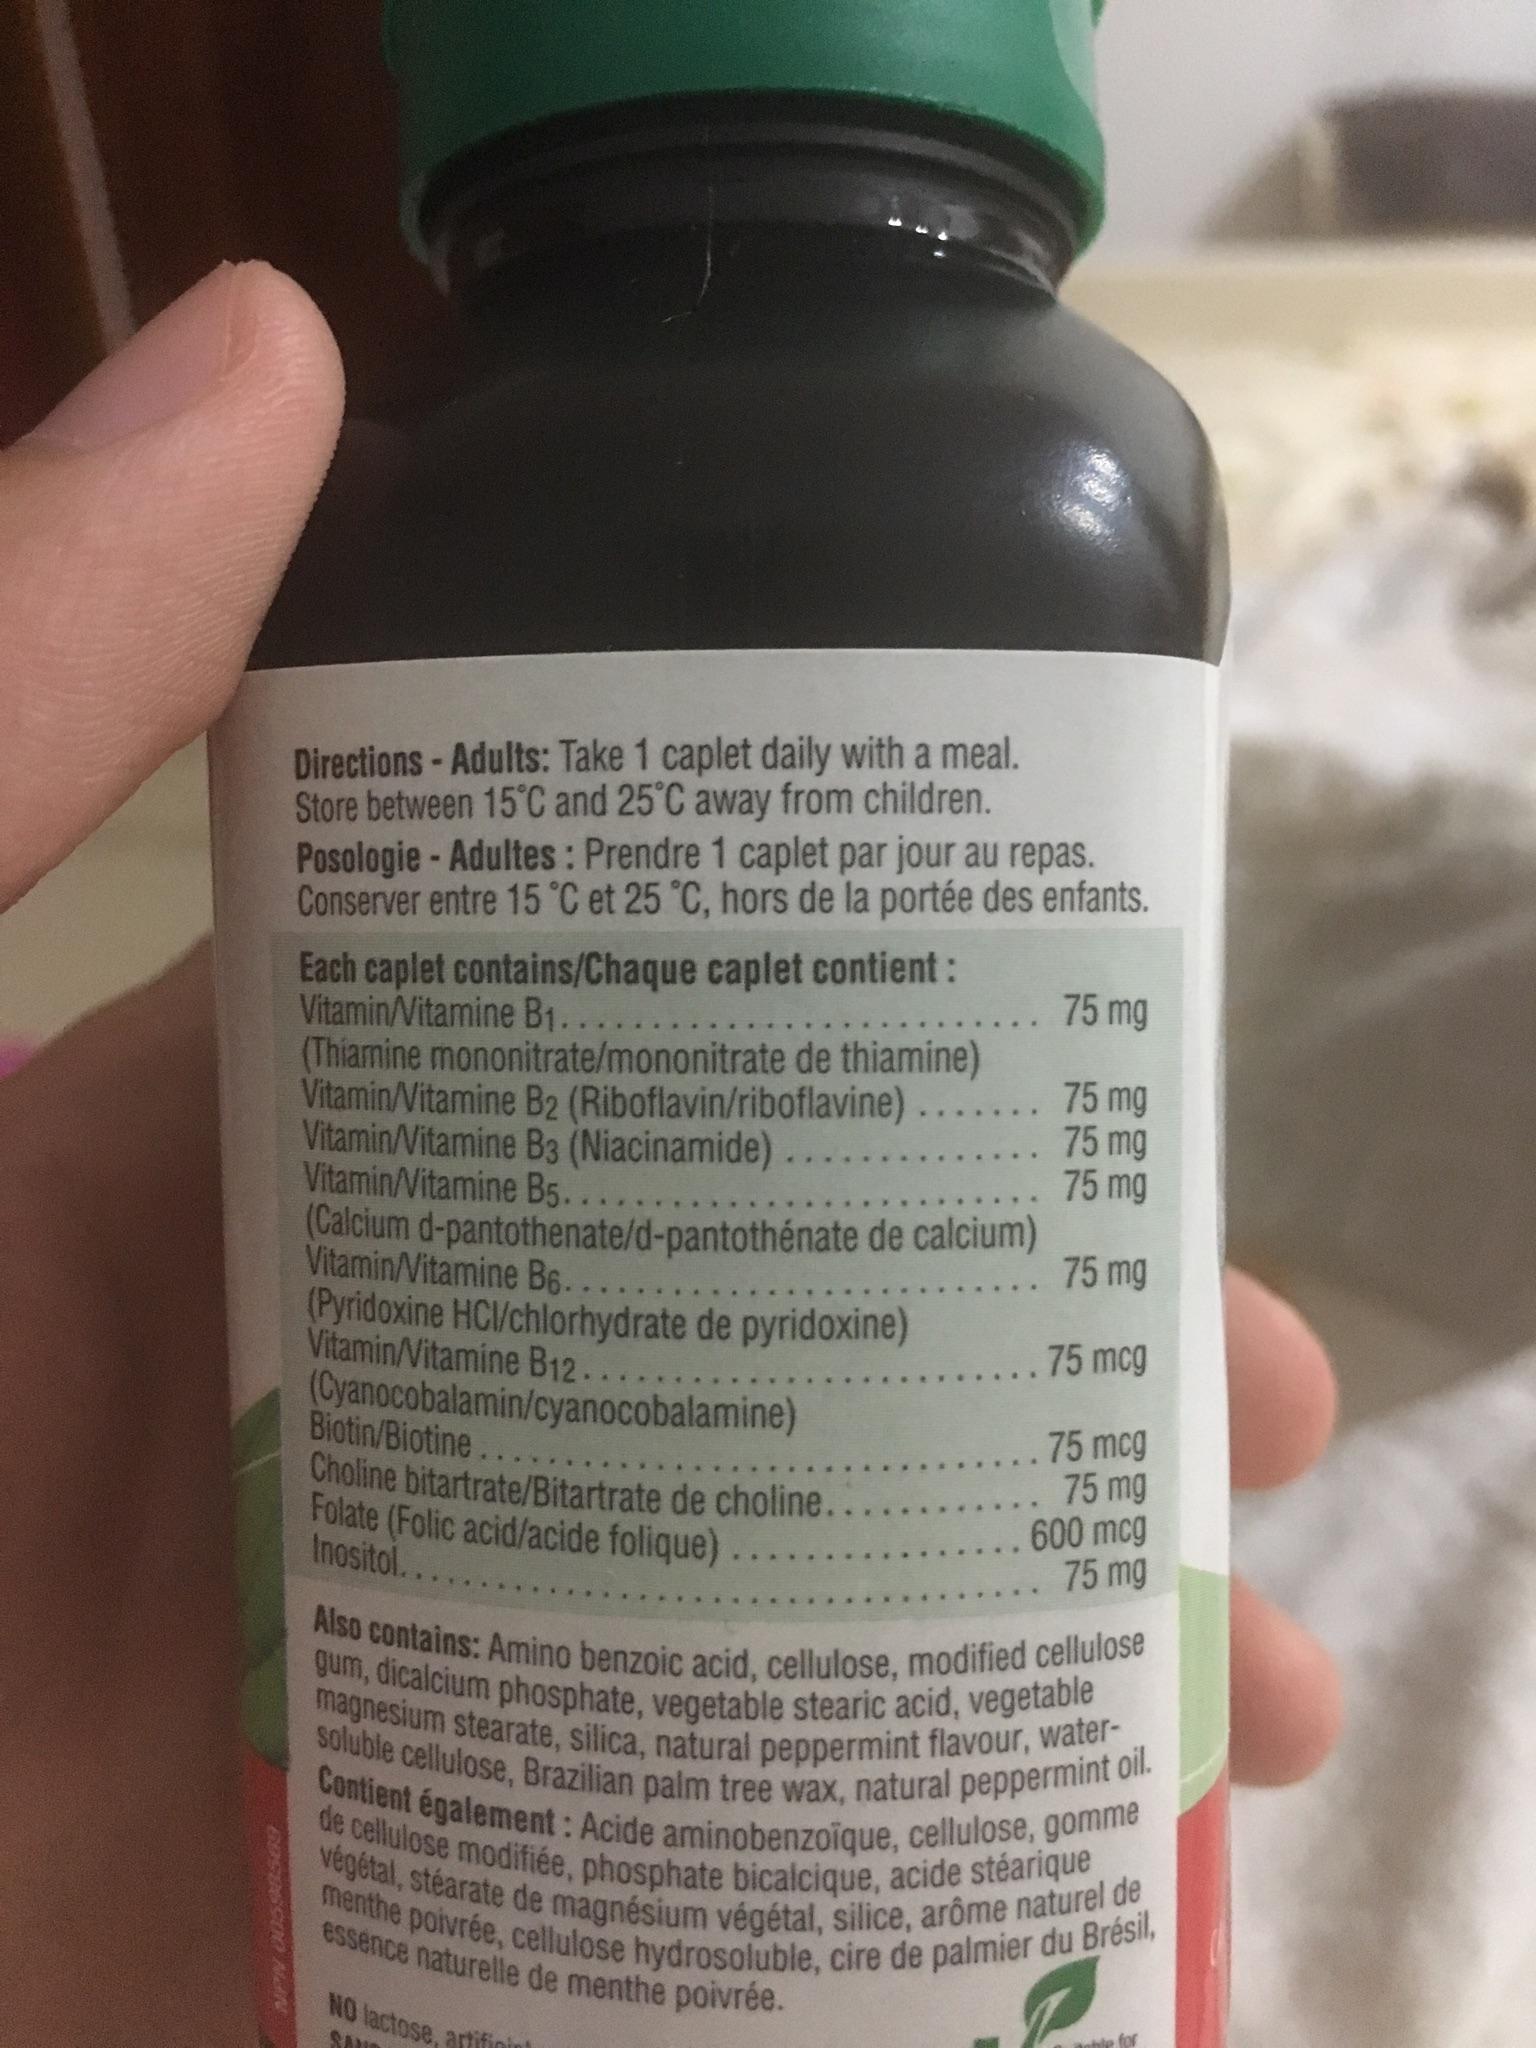 Directions - Adults: Take 1 caplet daily with a meal.
Store between 15°C and 25°C away from children.
Posologie - Adultes : Prendre 1 caplet par jour au repas.
Conserver entre 15 °C et 25 °C, hors de la portée des enfants.
Each caplet contains/Chaque caplet contient :
Vitamin/Vitamine B1........................... 75 mg
(Thiamine mononitrate/mononitrate de thiamine)
Vitamin/Vitamine B2 (Riboflavin/riboflavine) ....... 75 mg
Vitamin/Vitamine B3 (Niacinamide) .............. 75 mg
Vitamin/Vitamine B5........................... 75 mg
(Calcium d-pantothenate/d-pantothénate de calcium)
Vitamin/Vitamine B6........................... 75 mg
(Pyridoxine HCl/chlorhydrate de pyridoxine)
Vitamin/Vitamine B12.......................... 75 mcg
(Cyanocobalamin/cyanocobalamine)
Biotin/Biotine ................................ 75 mcg
Choline bitartrate/Bitartrate de choline............ 75 mg
Folate (Folic acid/acide folique) ................ 600 mcg
Inositol..................................... 75 mg
Also contains: Amino benzoic acid, cellulose, modified cellulose
gum, dicalcium phosphate, vegetable stearic acid, vegetable
magnesium stearate, silica, natural peppermint flavour, water-
soluble cellulose, Brazilian palm tree wax, natural peppermint oil.
Contient également : Acide aminobenzoïque, cellulose, gomme
de cellulose modifiée, phosphate bicalcique, acide stéarique
végétal, stéarate de magnésium végétal, silice, arôme naturel de
menthe poivrée, cellulose hydrosoluble, cire de palmier du Brésil,
essence naturelle de menthe poivrée.
NO lactose,
for